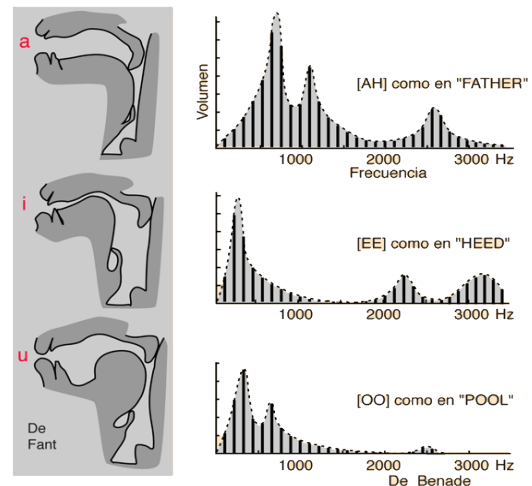 a
i
u
De
Fant
Volumen
[AH] como en "FATHER"
1000
2000
3000 Hz
Frecuencia
[EE] como en "HEED"
1000
2000
3000 Hz
[OO] como en "POOL"
1000
2000
3000 Hz
De Benade